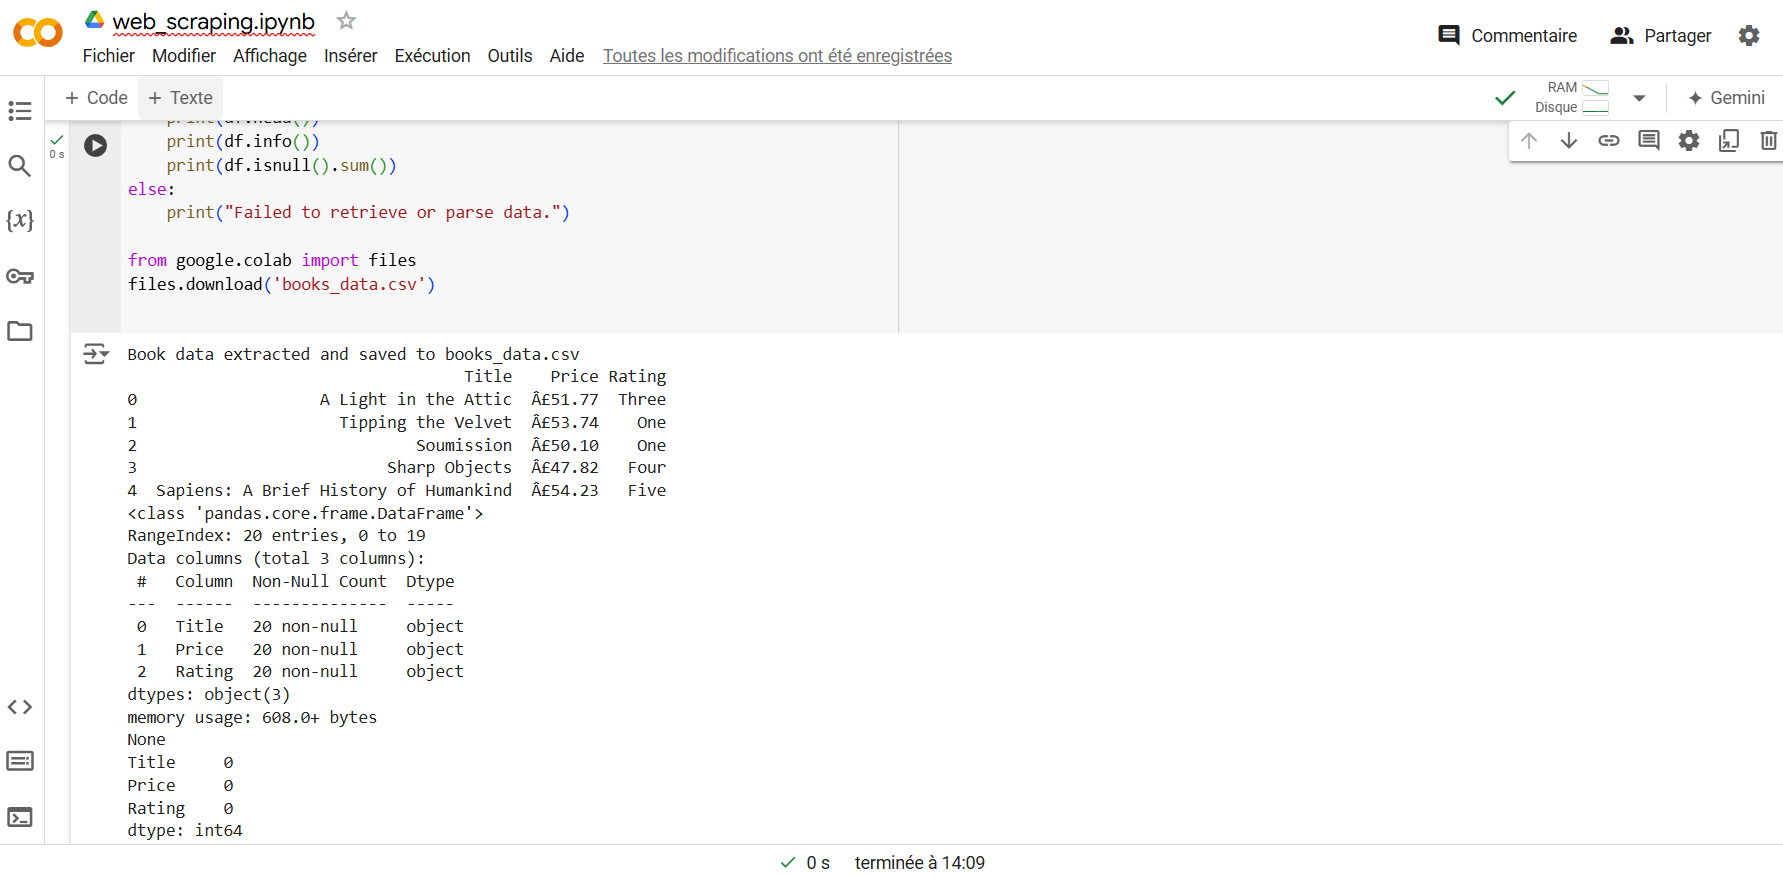 web_scraping.ipynb
Fichier Modifier Affichage Insérer Exécution Outils Aide Toutes les modifications ont été enregistrées
Commentaire Partager
+ Code + Texte
RAM
Disque
Gemini
print(df.head())
0 s
print(df.info())
print(df.isnull().sum())
else:
print("Failed to retrieve or parse data.")
from google.colab import files
files.download('books_data.csv')
Book data extracted and saved to books_data.csv
Title Price Rating
0 A Light in the Attic Â£51.77 Three
1 Tipping the Velvet Â£53.74 One
2 Soumission Â£50.10 One
3 Sharp Objects Â£47.82 Four
4 Sapiens: A Brief History of Humankind Â£54.23 Five
<class 'pandas.core.frame.DataFrame'>
RangeIndex: 20 entries, 0 to 19
Data columns (total 3 columns):
# Column Non-Null Count Dtype
--- ------ -------------- -----
0 Title 20 non-null object
1 Price 20 non-null object
2 Rating 20 non-null object
dtypes: object(3)
memory usage: 608.0+ bytes
None
Title 0
Price 0
Rating 0
dtype: int64
0 s terminée à 14:09